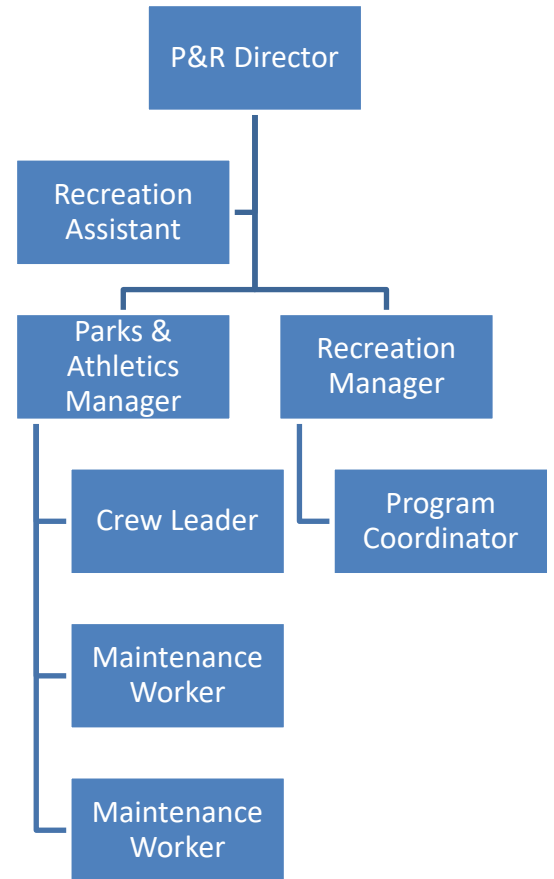 P&R Director
Recreation
Assistant
Parks &
Athletics
Manager
Recreation
Manager
Crew Leader
Program
Coordinator
Maintenance
Worker
Maintenance
Worker